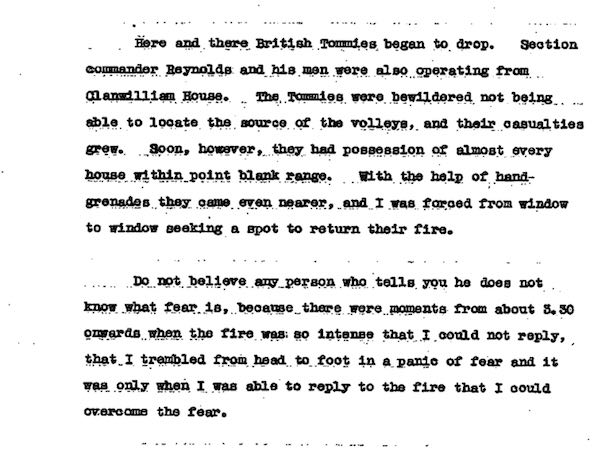 Here and there British Tommies began to drop. Section
commander Reynolds and his men were also operating from
Clanwilliam House. The Tommies were bewildered not being
able to locate the source of the volleys, and their casualties
grew. Soon, however, they had possession of almost every
house within point blank range. With the help of hand-
grenades they came even nearer, and I was forced from window
to window seeking a spot to return their fire.
Do not believe any person who tells you he does not
know what fear is, because there were moments from about 3.30
onwards when the fire was so intense that I could not reply,
that I trembled from head to foot in a panic of fear and it
was only when I was able to reply to the fire that I could
overcome the fear.